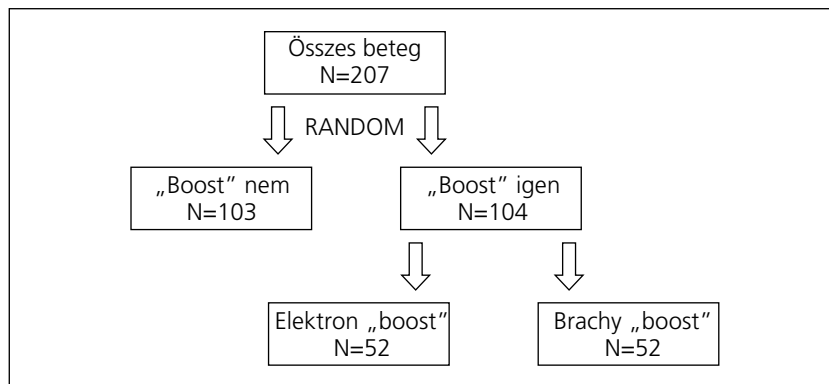 Összes beteg
N=207
RANDOM
„Boost” nem
N=103
„Boost” igen
N=104
Elektron „boost”
N=52
Brachy „boost”
N=52